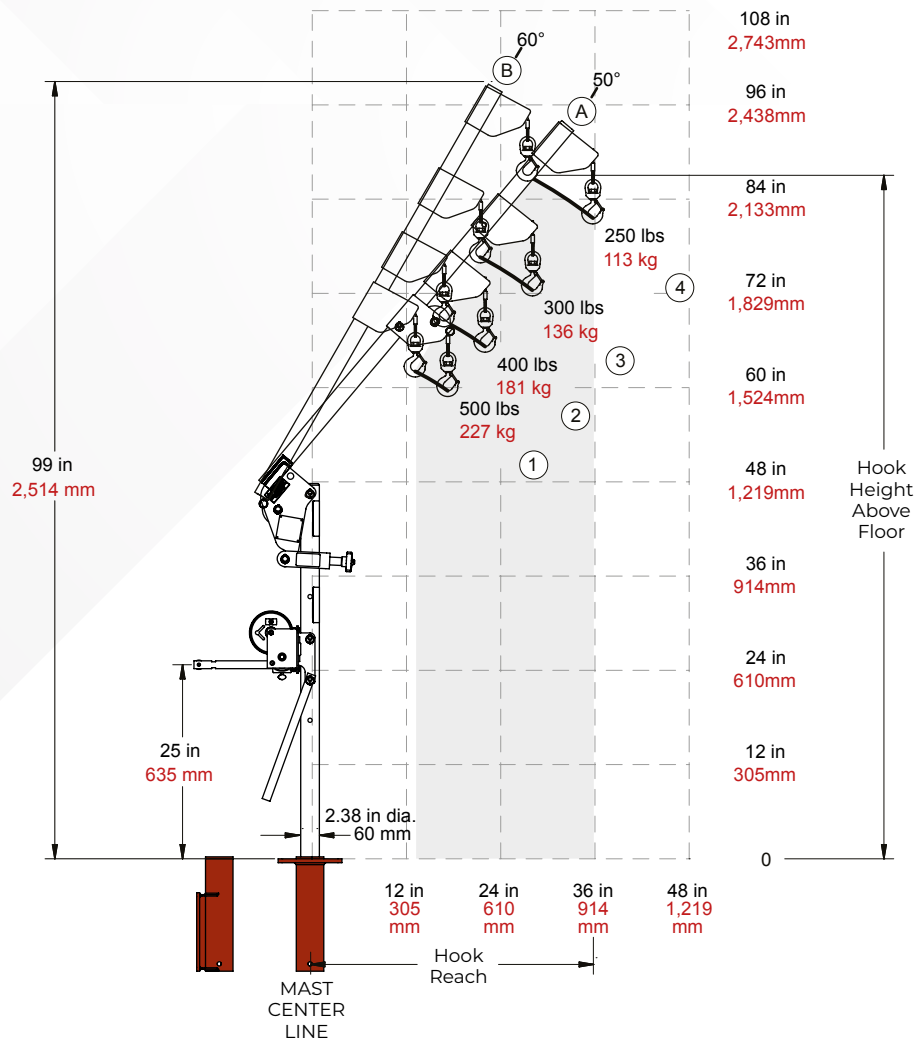 108 in
2,743mm
60°
B
50°
A
96 in
2,438mm
84 in
2,133mm
250 lbs
113 kg
4
72 in
1,829mm
300 lbs
136 kg
3
400 lbs
181 kg
60 in
1,524mm
500 lbs
227 kg
2
1
99 in
2,514 mm
48 in
1,219mm
Hook
Height
Above
Floor
36 in
914mm
24 in
610mm
25 in
635 mm
12 in
305mm
2.38 in dia.
60 mm
0
12 in
305
mm
24 in
610
mm
36 in
914
mm
48 in
1,219
mm
Hook
Reach
MAST
CENTER
LINE